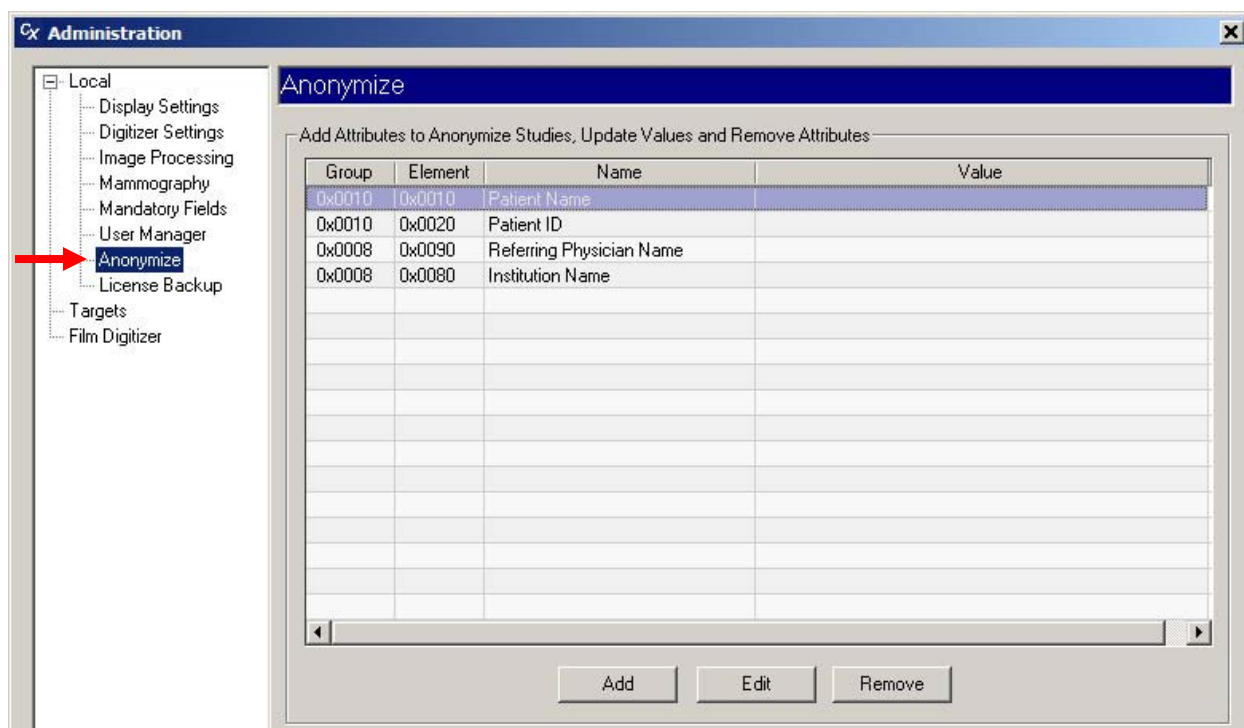 Cx Administration
Local
Display Settings
Digitizer Settings
Image Processing
Mammography
Mandatory Fields
User Manager
Anonymize
License Backup
Targets
Film Digitizer
Anonymize
Add Attributes to Anonymize Studies, Update Values and Remove Attributes
Group Element Name Value
0x0010 0x0010 Patient Name
0x0010 0x0020 Patient ID
0x0008 0x0090 Referring Physician Name
0x0008 0x0080 Institution Name
Add Edit Remove